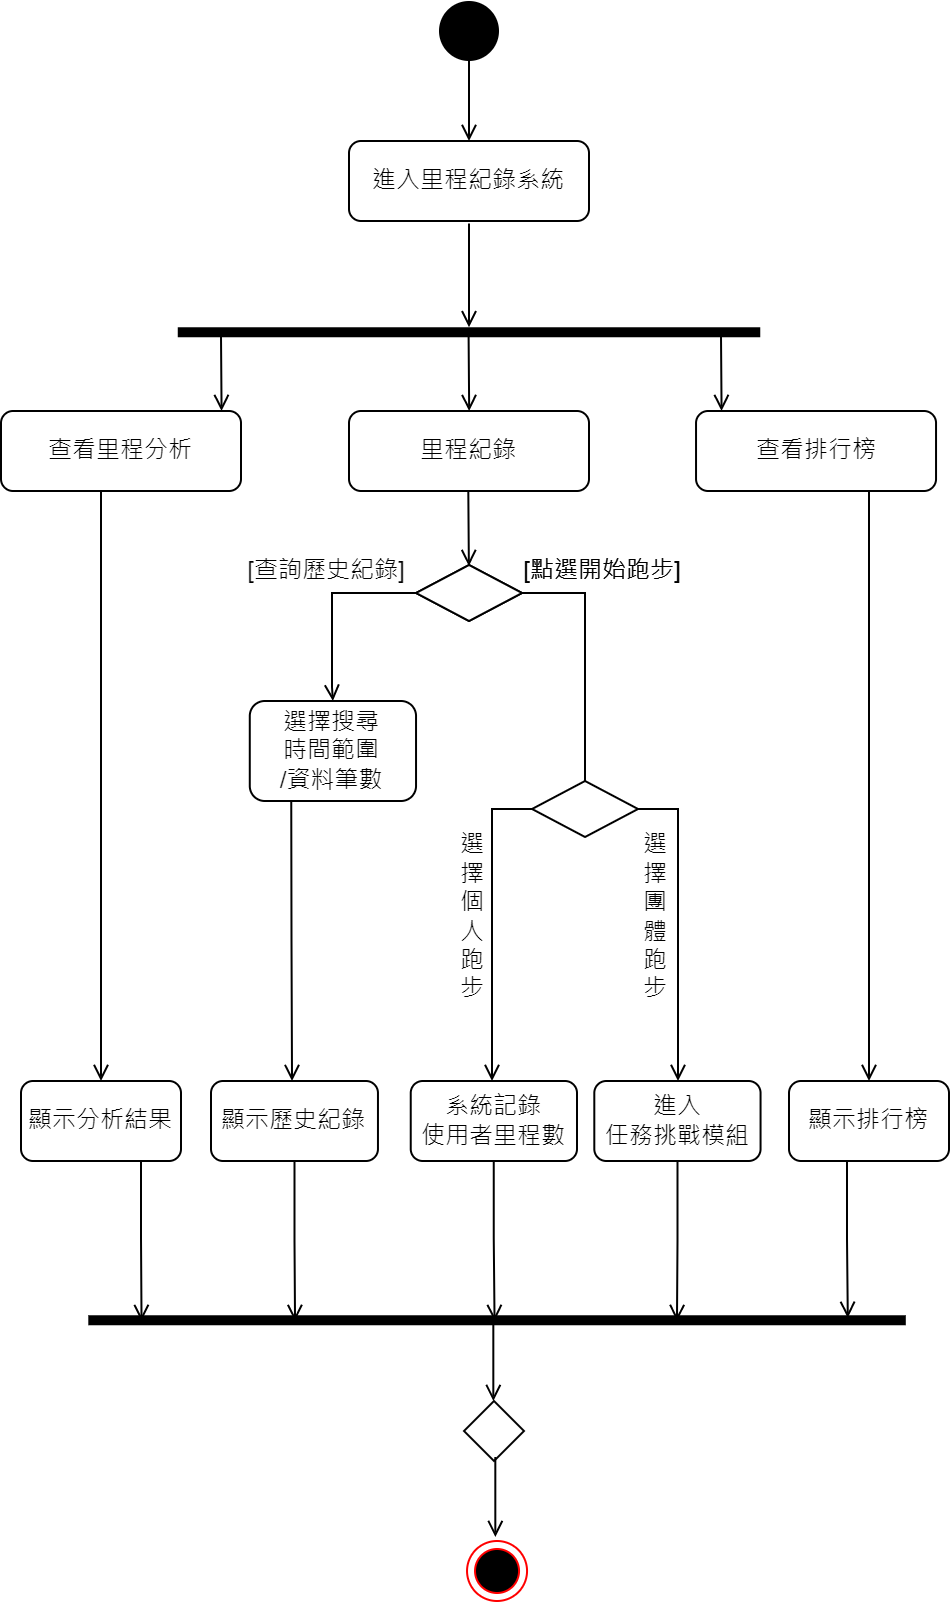 進入里程紀錄系統
查看里程分析
里程紀錄
查看排行榜
[查詢歷史紀錄]
[點選開始跑步]
選擇搜尋
時間範圍
/資料筆數
選擇個人跑步
選擇團體跑步
顯示分析結果
顯示歷史紀錄
系統記錄
使用者里程數
進入
任務挑戰模組
顯示排行榜